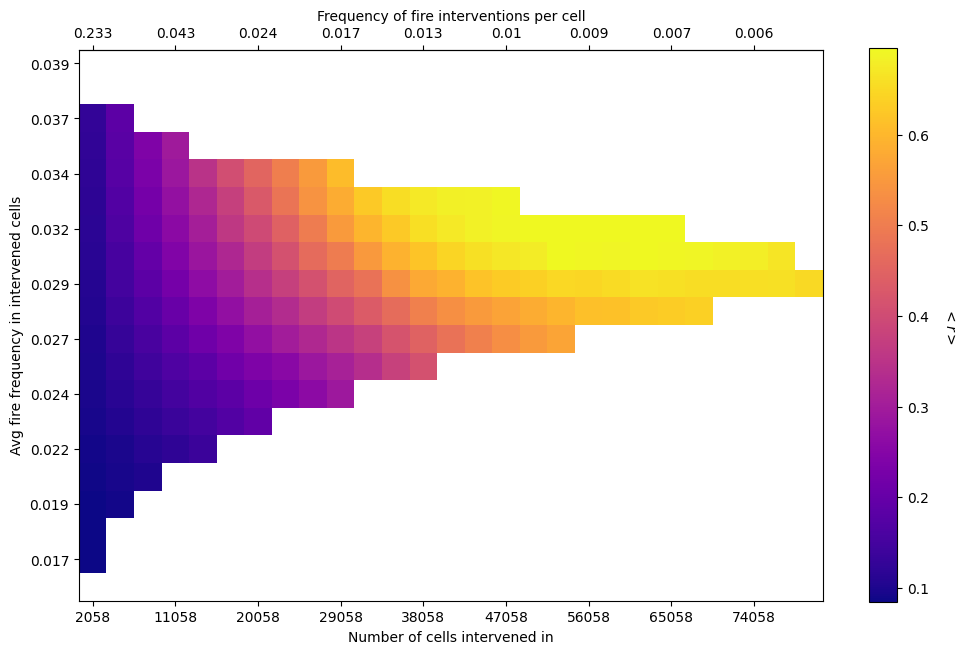 Frequency of fire interventions per cell
0.233 0.043 0.024 0.017 0.013 0.01 0.009 0.007 0.006
Avg fire frequency in intervened cells
0.039
0.037
0.034
0.032
0.029
0.027
0.024
0.022
0.019
0.017
2058 11058 20058 29058 38058 47058 56058 65058 74058
Number of cells intervened in
0.6
0.5
0.4
0.3
0.2
0.1
< r >